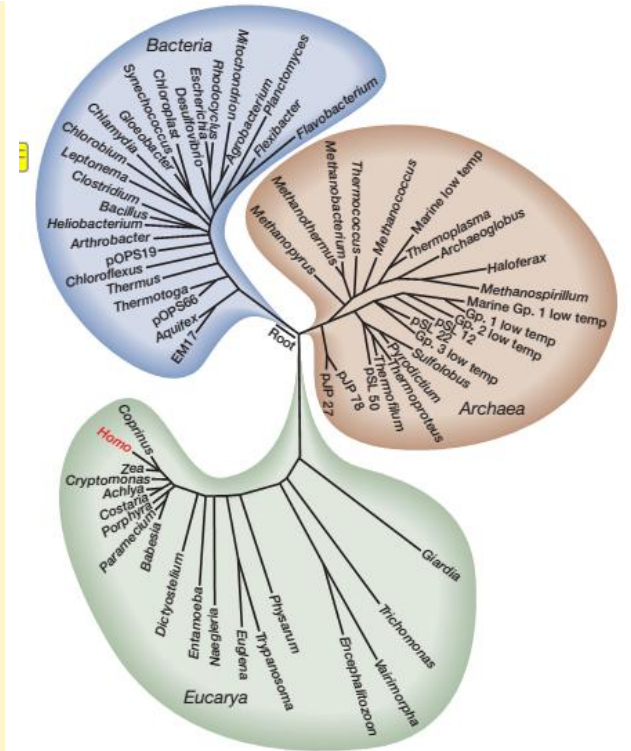 Bacteria
Mitochondrion
Rhodocyclus
Escherichia
Desulfovibrio
Chloroplast
Synechococcus
Gloeobacter
Chlamydia
Chlorobium
Leptonema
Clostridium
Bacillus
Heliobacterium
Arthrobacter
pOPS19
Chloroflexus
Thermus
Thermotoga
pOPS66
Aquifex
EM17
Agrobacterium
Planctomyces
Flexibacter
Flavobacterium
Root
Methanopyrus
Methanothermus
Methanobacterium
Thermococcus
Methanococcus
Marine low temp
Thermoplasma
Archaeoglobus
Haloferax
Methanospirillum
Marine Gp. 1 low temp
Gp. 1 low temp
Gp. 2 low temp
pSL 12
pSL 22
Gp. 3 low temp
Sulfolobus
Pyrodictium
Thermoproteus
Thermofilum
pSL 50
pJP 78
pJP 27
Archaea
Coprinus
Homo
Zea
Cryptomonas
Achlya
Costaria
Porphyra
Paramecium
Babesia
Dictyostelium
Entamoeba
Naegleria
Euglena
Trypanosoma
Physarum
Encephalitozoon
Vairimorpha
Trichomonas
Giardia
Eucarya